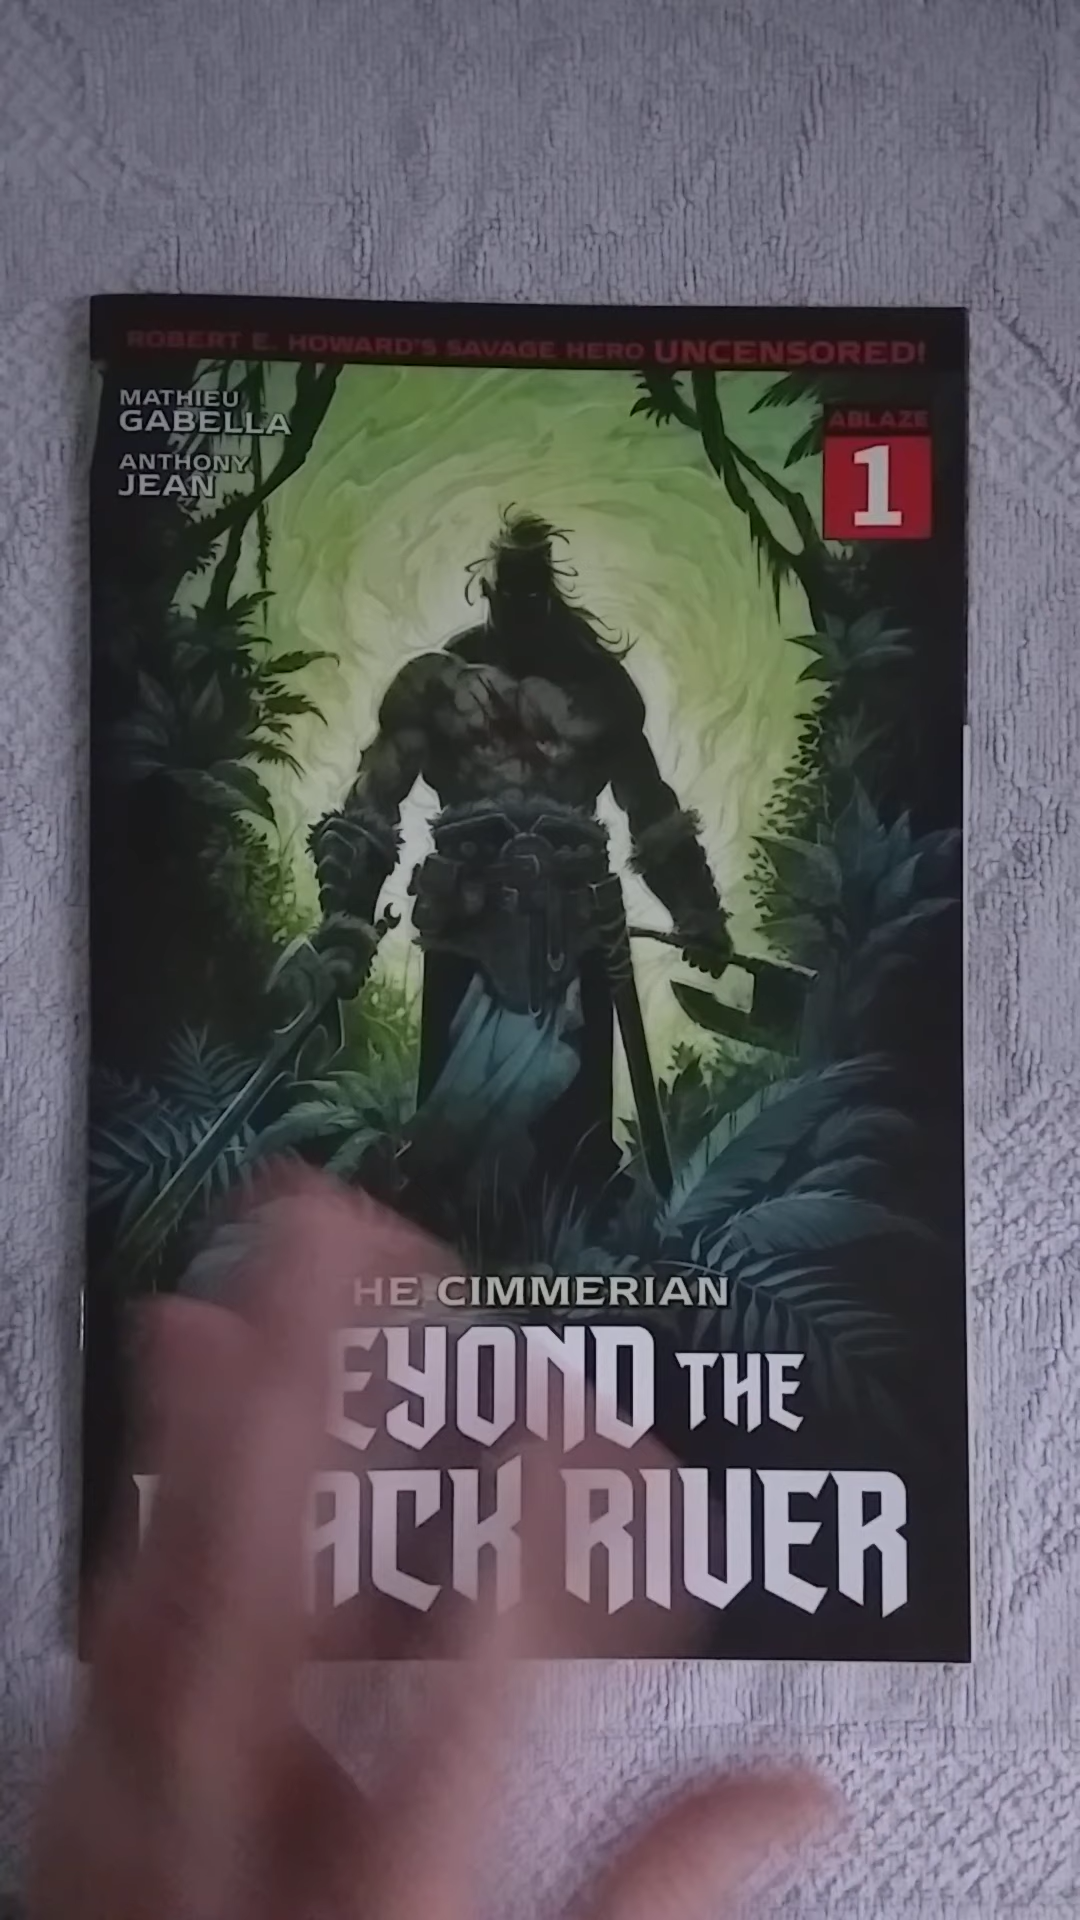 ROBERT E. HOWARD'S SAVAGE HERO UNCENSORED!
MATHIEU
GABELLA
ANTHONY
JEAN
ABLAZE
1
HE CIMMERIAN
EYOND THE
ACK RIVER